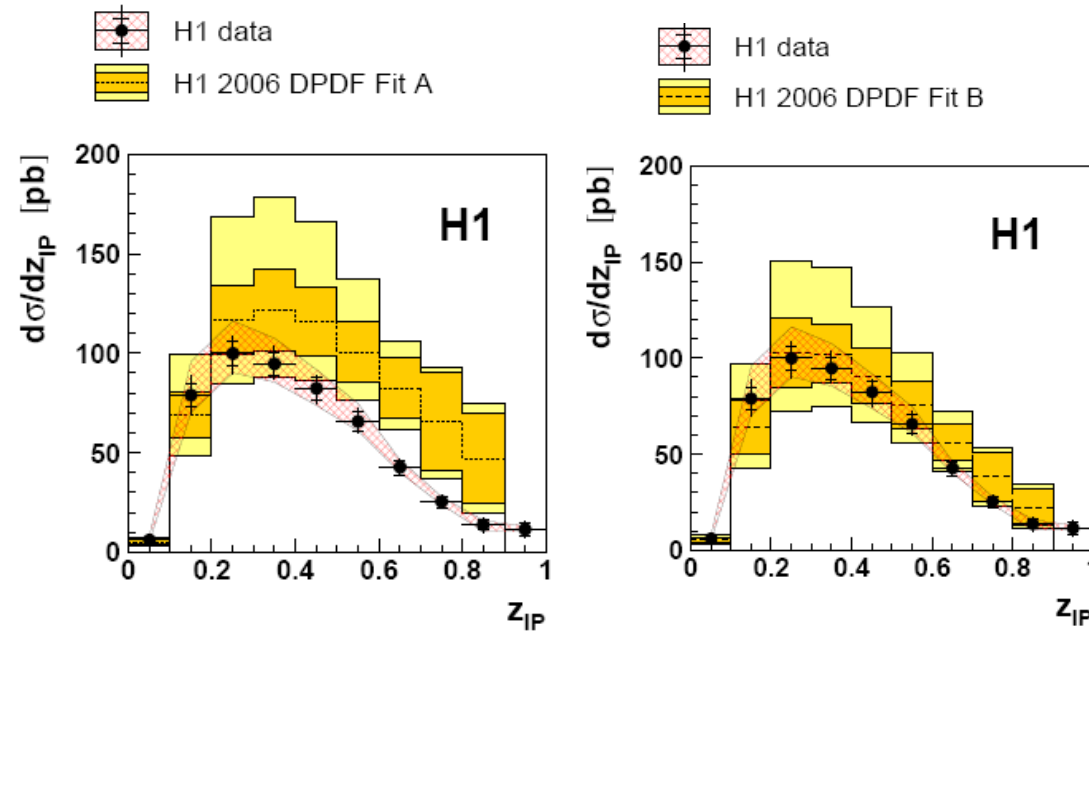 H1 data
H1 2006 DPDF Fit A
dσ/dz_IP [pb]
200
150
100
50
0
H1
0 0.2 0.4 0.6 0.8 1
z_IP
H1 data
H1 2006 DPDF Fit B
dσ/dz_IP [pb]
200
150
100
50
0
H1
0 0.2 0.4 0.6 0.8
z_IP